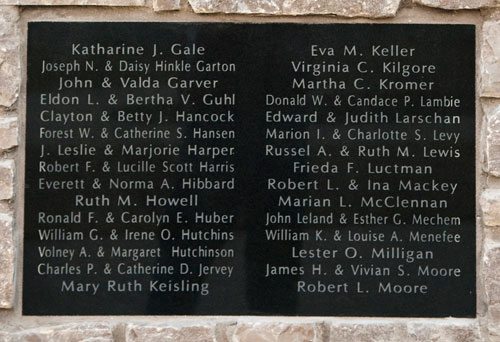 Katharine J. Gale
Joseph N. & Daisy Hinkle Garton
John & Valda Garver
Eldon L. & Bertha V. Guhl
Clayton & Betty J. Hancock
Forest W. & Catherine S. Hansen
J. Leslie & Marjorie Harper
Robert F. & Lucille Scott Harris
Everett & Norma A. Hibbard
Ruth M. Howell
Ronald F. & Carolyn E. Huber
William G. & Irene O. Hutchins
Volney A. & Margaret Hutchinson
Charles P. & Catherine D. Jervey
Mary Ruth Keisling
Eva M. Keller
Virginia C. Kilgore
Martha C. Kromer
Donald W. & Candace P. Lambie
Edward & Judith Larschan
Marion I. & Charlotte S. Levy
Russel A. & Ruth M. Lewis
Frieda F. Luctman
Robert L. & Ina Mackey
Marian L. McClennan
John Leland & Esther G. Mechem
William K. & Louise A. Menefee
Lester O. Milligan
James H. & Vivian S. Moore
Robert L. Moore